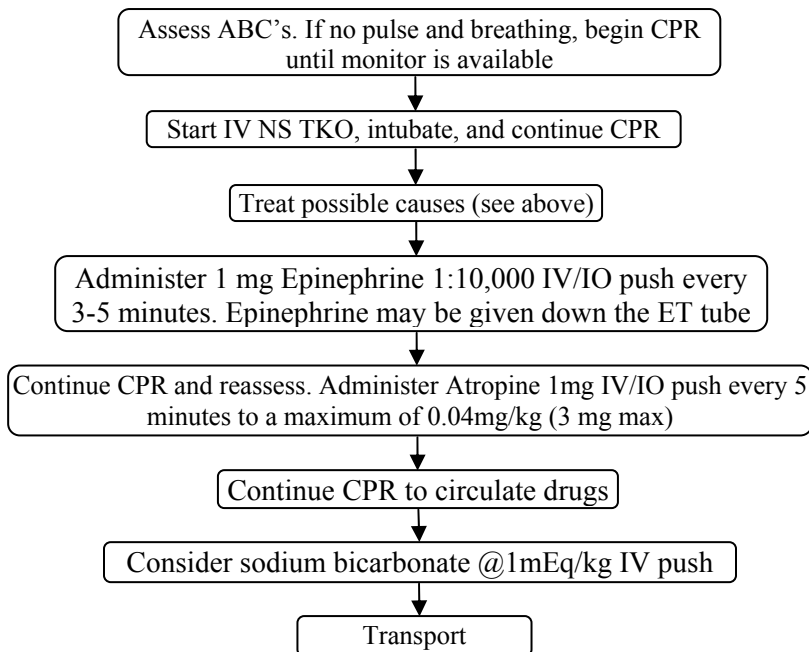 Assess ABC’s. If no pulse and breathing, begin CPR
until monitor is available
Start IV NS TKO, intubate, and continue CPR
Treat possible causes (see above)
Administer 1 mg Epinephrine 1:10,000 IV/IO push every
3-5 minutes. Epinephrine may be given down the ET tube
Continue CPR and reassess. Administer Atropine 1mg IV/IO push every 5
minutes to a maximum of 0.04mg/kg (3 mg max)
Continue CPR to circulate drugs
Consider sodium bicarbonate @1mEq/kg IV push
Transport